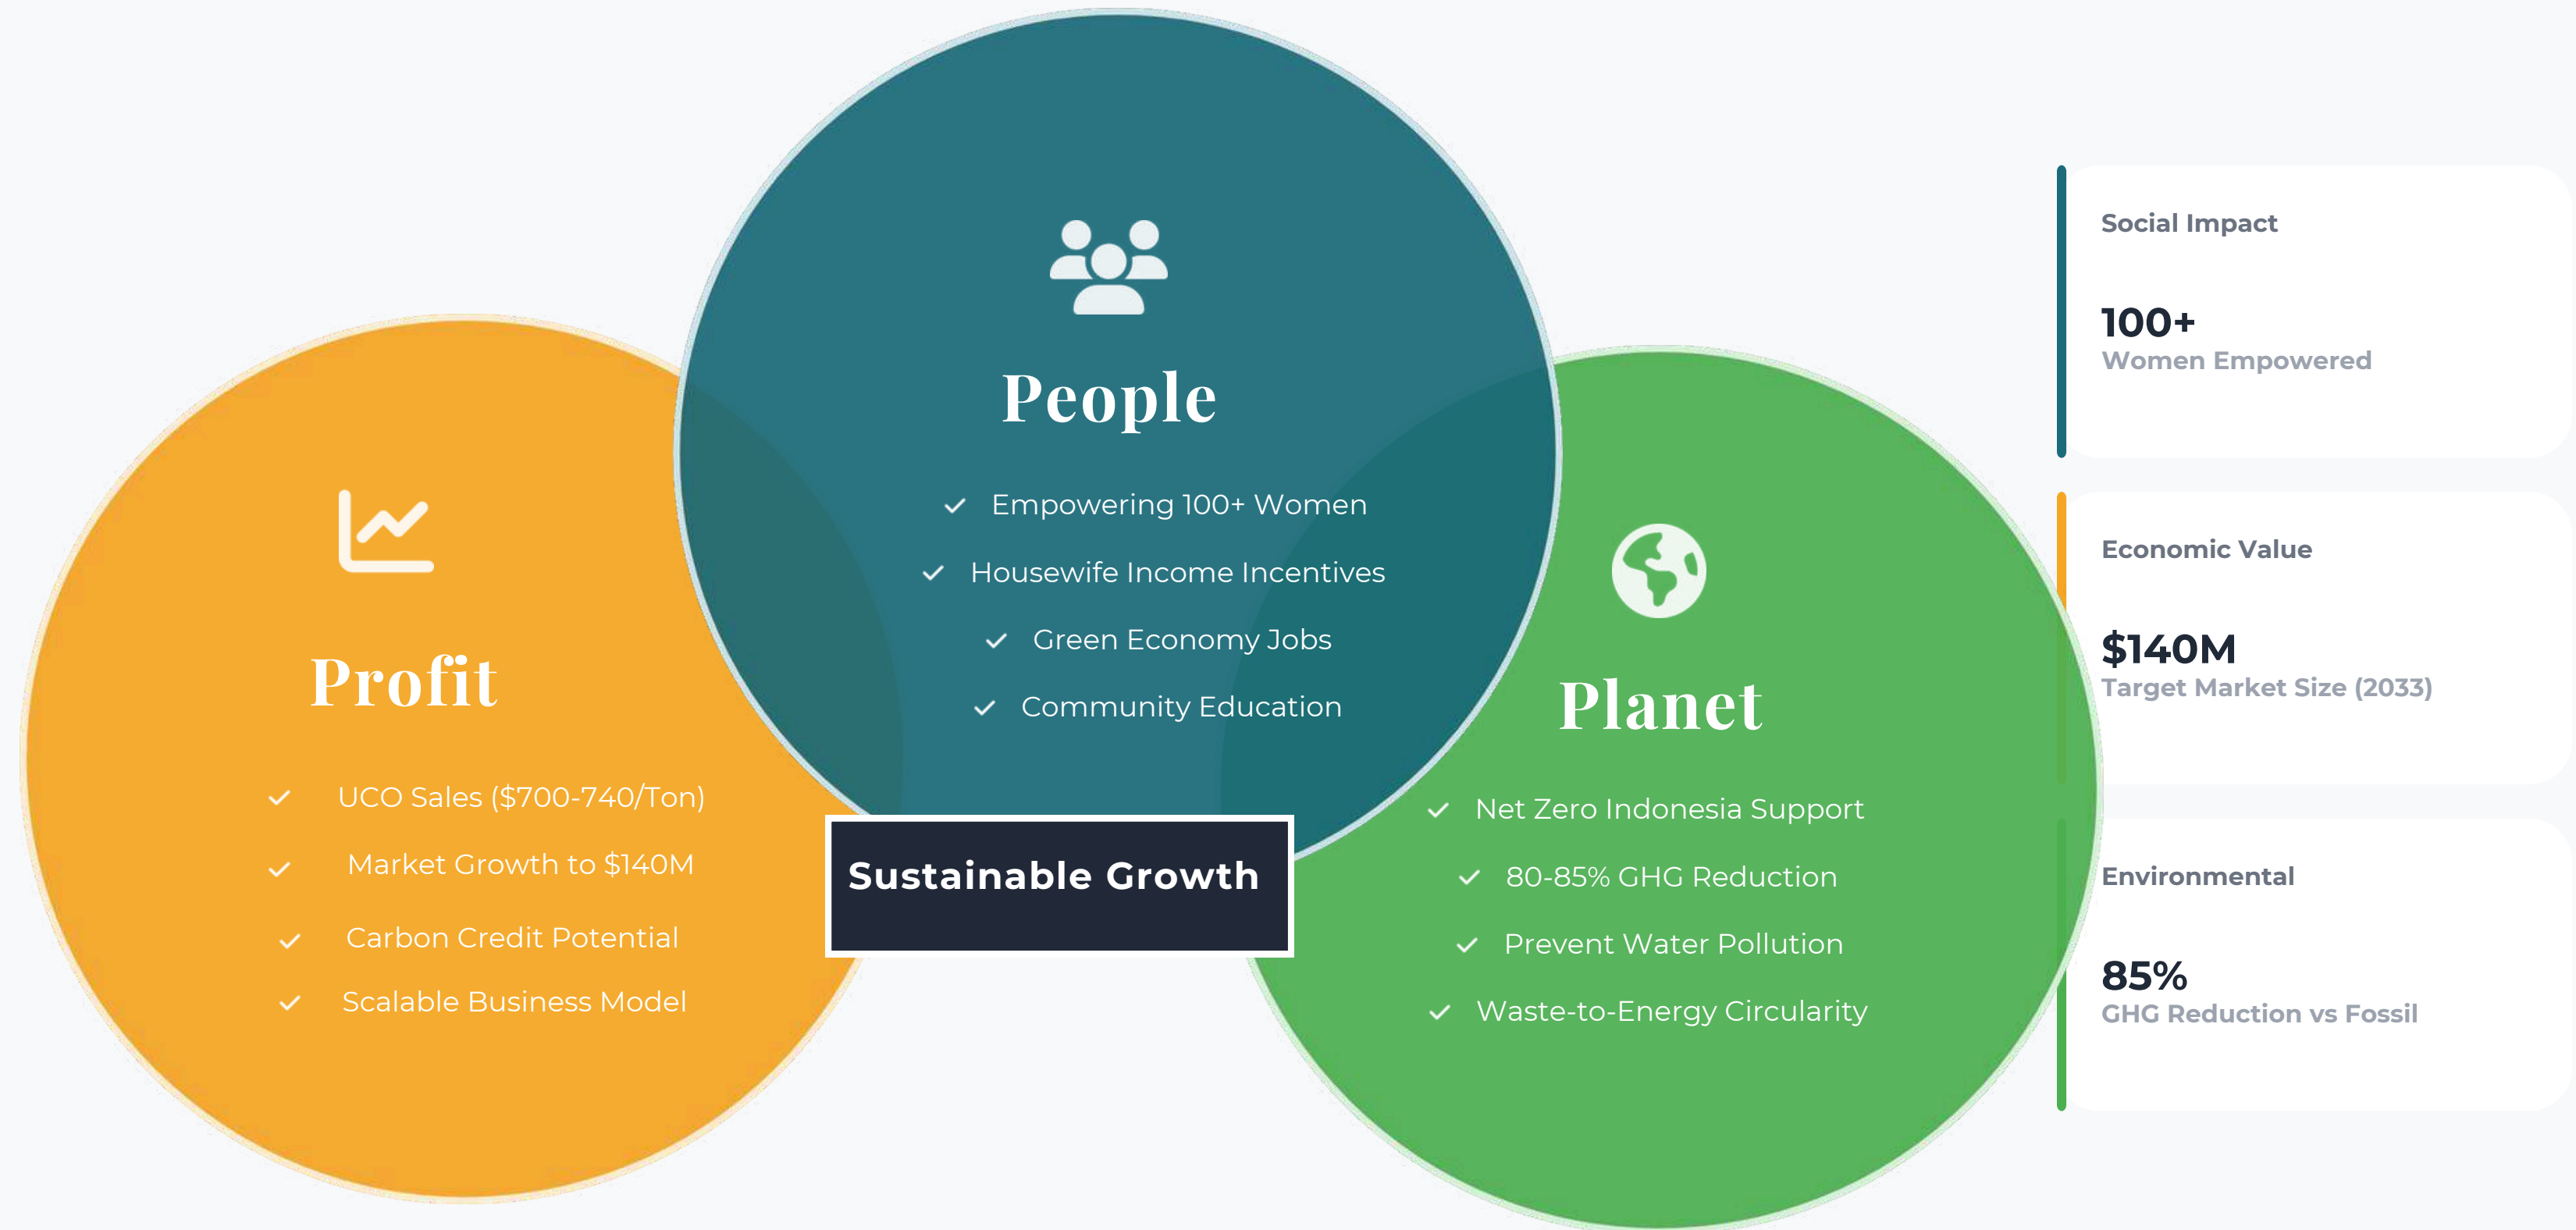 People
Empowering 100+ Women
Housewife Income Incentives
Green Economy Jobs
Community Education
Profit
UCO Sales ($700-740/Ton)
Market Growth to $140M
Carbon Credit Potential
Scalable Business Model
Sustainable Growth
Planet
Net Zero Indonesia Support
80-85% GHG Reduction
Prevent Water Pollution
Waste-to-Energy Circularity
Social Impact
100+
Women Empowered
Economic Value
$140M
Target Market Size (2033)
Environmental
85%
GHG Reduction vs Fossil